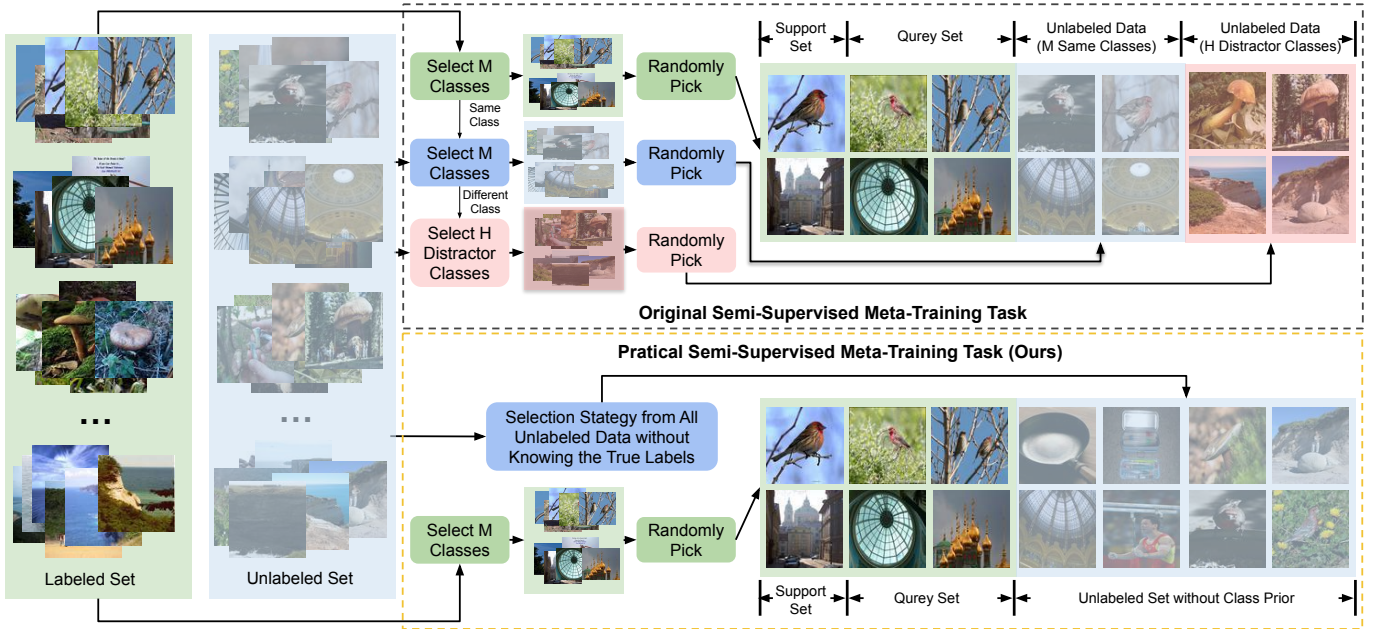 Support
Set
Qurey Set
Unlabeled Data
(M Same Classes)
Unlabeled Data
(H Distractor Classes)
Select M
Classes
Randomly
Pick
Same
Class
Select M
Classes
Randomly
Pick
Different
Class
Select H
Distractor
Classes
Randomly
Pick
Original Semi-Supervised Meta-Training Task
Pratical Semi-Supervised Meta-Training Task (Ours)
...
...
Selection Stategy from All
Unlabeled Data without
Knowing the True Labels
Select M
Classes
Randomly
Pick
Labeled Set
Unlabeled Set
Support
Set
Qurey Set
Unlabeled Set without Class Prior